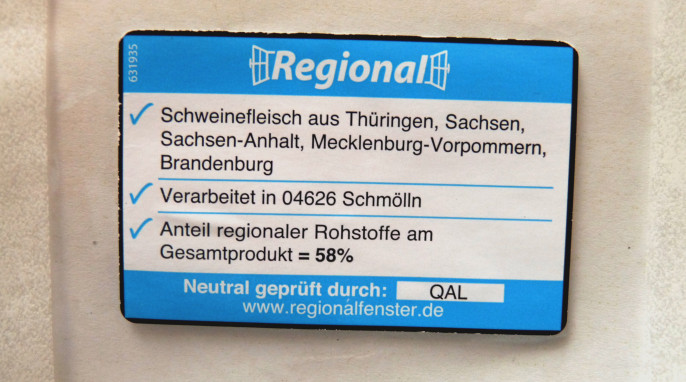 631935
Regional
Schweinefleisch aus Thüringen, Sachsen,
Sachsen-Anhalt, Mecklenburg-Vorpommern,
Brandenburg
Verarbeitet in 04626 Schmölln
Anteil regionaler Rohstoffe am
Gesamtprodukt = 58%
Neutral geprüft durch: QAL
www.regionalfenster.de